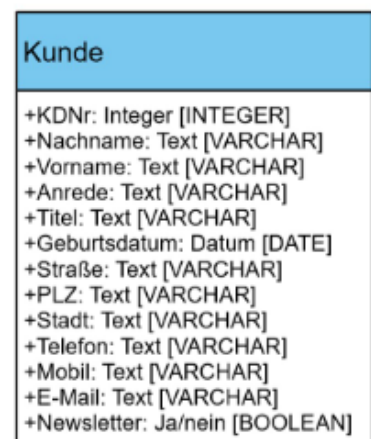 Kunde
+KDNr: Integer [INTEGER]
+Nachname: Text [VARCHAR]
+Vorname: Text [VARCHAR]
+Anrede: Text [VARCHAR]
+Titel: Text [VARCHAR]
+Geburtsdatum: Datum [DATE]
+Straße: Text [VARCHAR]
+PLZ: Text [VARCHAR]
+Stadt: Text [VARCHAR]
+Telefon: Text [VARCHAR]
+Mobil: Text [VARCHAR]
+E-Mail: Text [VARCHAR]
+Newsletter: Ja/nein [BOOLEAN]